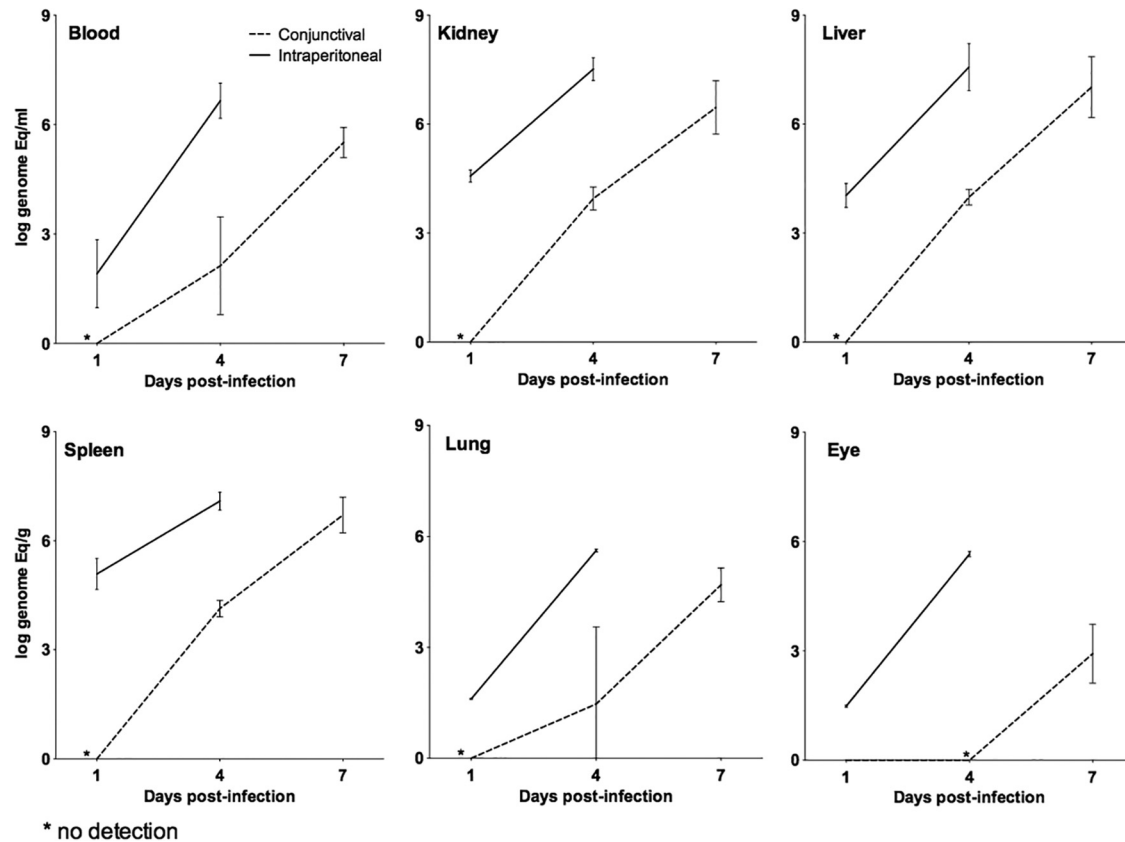 Blood
Conjunctival
Intraperitoneal
9
6
3
0
log genome Eq/ml
*
1 4 7
Days post-infection
Kidney
9
6
3
0
*
1 4 7
Days post-infection
Liver
9
6
3
0
*
1 4 7
Days post-infection
Spleen
9
6
3
0
log genome Eq/g
*
1 4 7
Days post-infection
Lung
9
6
3
0
*
1 4 7
Days post-infection
Eye
9
6
3
0
*
1 4 7
Days post-infection
* no detection